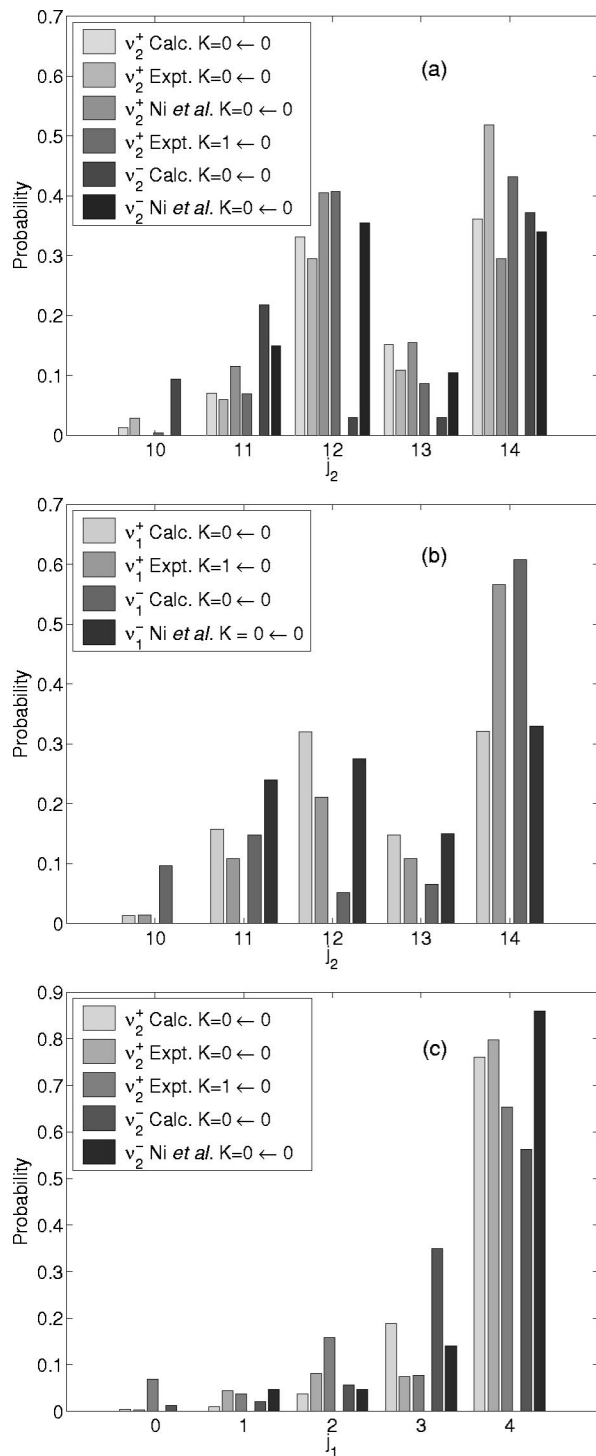 0.7
0.6
0.5
0.4
0.3
0.2
0.1
0
Probability
ν₂⁺ Calc. K=0 ← 0
ν₂⁺ Expt. K=0 ← 0
ν₂⁺ Ni et al. K=0 ← 0
ν₂⁺ Expt. K=1 ← 0
ν₂⁻ Calc. K=0 ← 0
ν₂⁻ Ni et al. K=0 ← 0
(a)
10 11 12 13 14
j₂
0.7
0.6
0.5
0.4
0.3
0.2
0.1
0
Probability
ν₁⁺ Calc. K=0 ← 0
ν₁⁺ Expt. K=1 ← 0
ν₁⁻ Calc. K=0 ← 0
ν₁⁻ Ni et al. K = 0 ← 0
(b)
10 11 12 13 14
j₂
0.9
0.8
0.7
0.6
0.5
0.4
0.3
0.2
0.1
0
Probability
ν₂⁺ Calc. K=0 ← 0
ν₂⁺ Expt. K=0 ← 0
ν₂⁺ Expt. K=1 ← 0
ν₂⁻ Calc. K=0 ← 0
ν₂⁻ Ni et al. K=0 ← 0
(c)
0 1 2 3 4
j₁